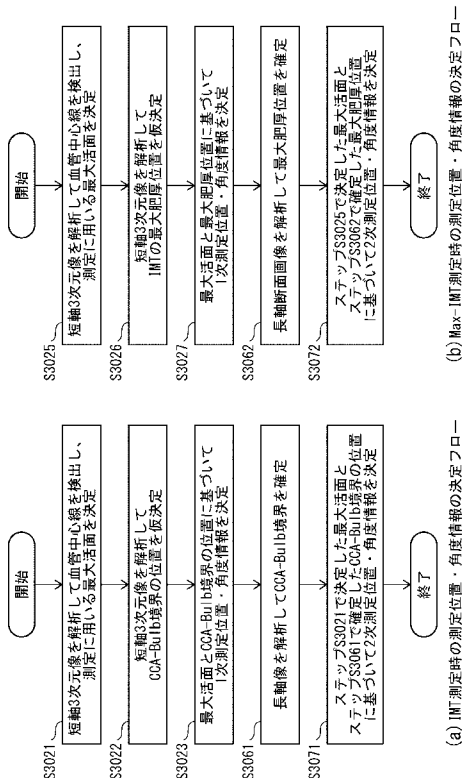 開始
S3021
短軸3次元像を解析して血管中心線を検出し、
測定に用いる最大活面を決定
S3022
短軸3次元像を解析して
CCA-Bulb境界の位置を仮決定
S3023
最大活面とCCA-Bulb境界の位置に基づいて
1次測定位置・角度情報を決定
S3061
長軸像を解析してCCA-Bulb境界を確定
S3071
ステップS3021で決定した最大活面と
ステップS3061で確定したCCA-Bulb境界の位置
に基づいて2次測定位置・角度情報を決定
終了
(a)IMT測定時の測定位置・角度情報の決定フロー
開始
S3025
短軸3次元像を解析して血管中心線を検出し、
測定に用いる最大活面を決定
S3026
短軸3次元像を解析して
IMTの最大肥厚位置を仮決定
S3027
最大活面と最大肥厚位置に基づいて
1次測定位置・角度情報を決定
S3062
長軸断面画像を解析して最大肥厚位置を確定
S3072
ステップS3025で決定した最大活面と
ステップS3062で確定した最大肥厚位置
に基づいて2次測定位置・角度情報を決定
終了
(b)Max-IMT測定時の測定位置・角度情報の決定フロー